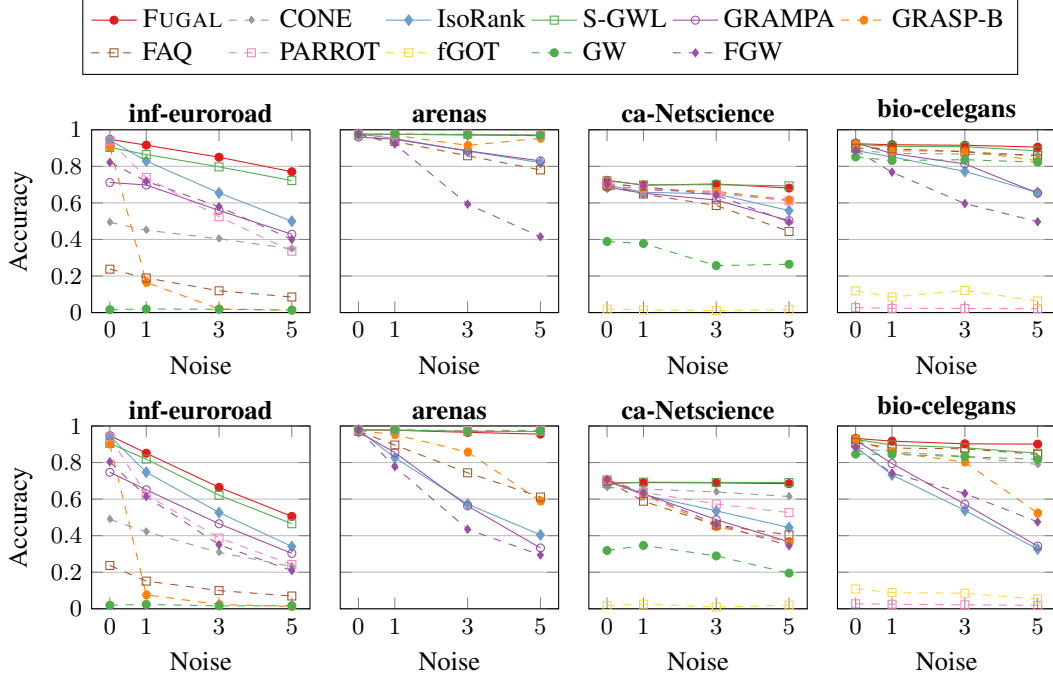 FUGAL CONE IsoRank S-GWL GRAMPA GRASP-B
FAQ PARROT fGOT GW FGW
inf-euroroad arenas ca-Netscience bio-celegans
1
0.8
0.6
0.4
0.2
0
Accuracy
0 1 3 5 0 1 3 5 0 1 3 5 0 1 3 5
Noise Noise Noise Noise
inf-euroroad arenas ca-Netscience bio-celegans
1
0.8
0.6
0.4
0.2
0
Accuracy
0 1 3 5 0 1 3 5 0 1 3 5 0 1 3 5
Noise Noise Noise Noise